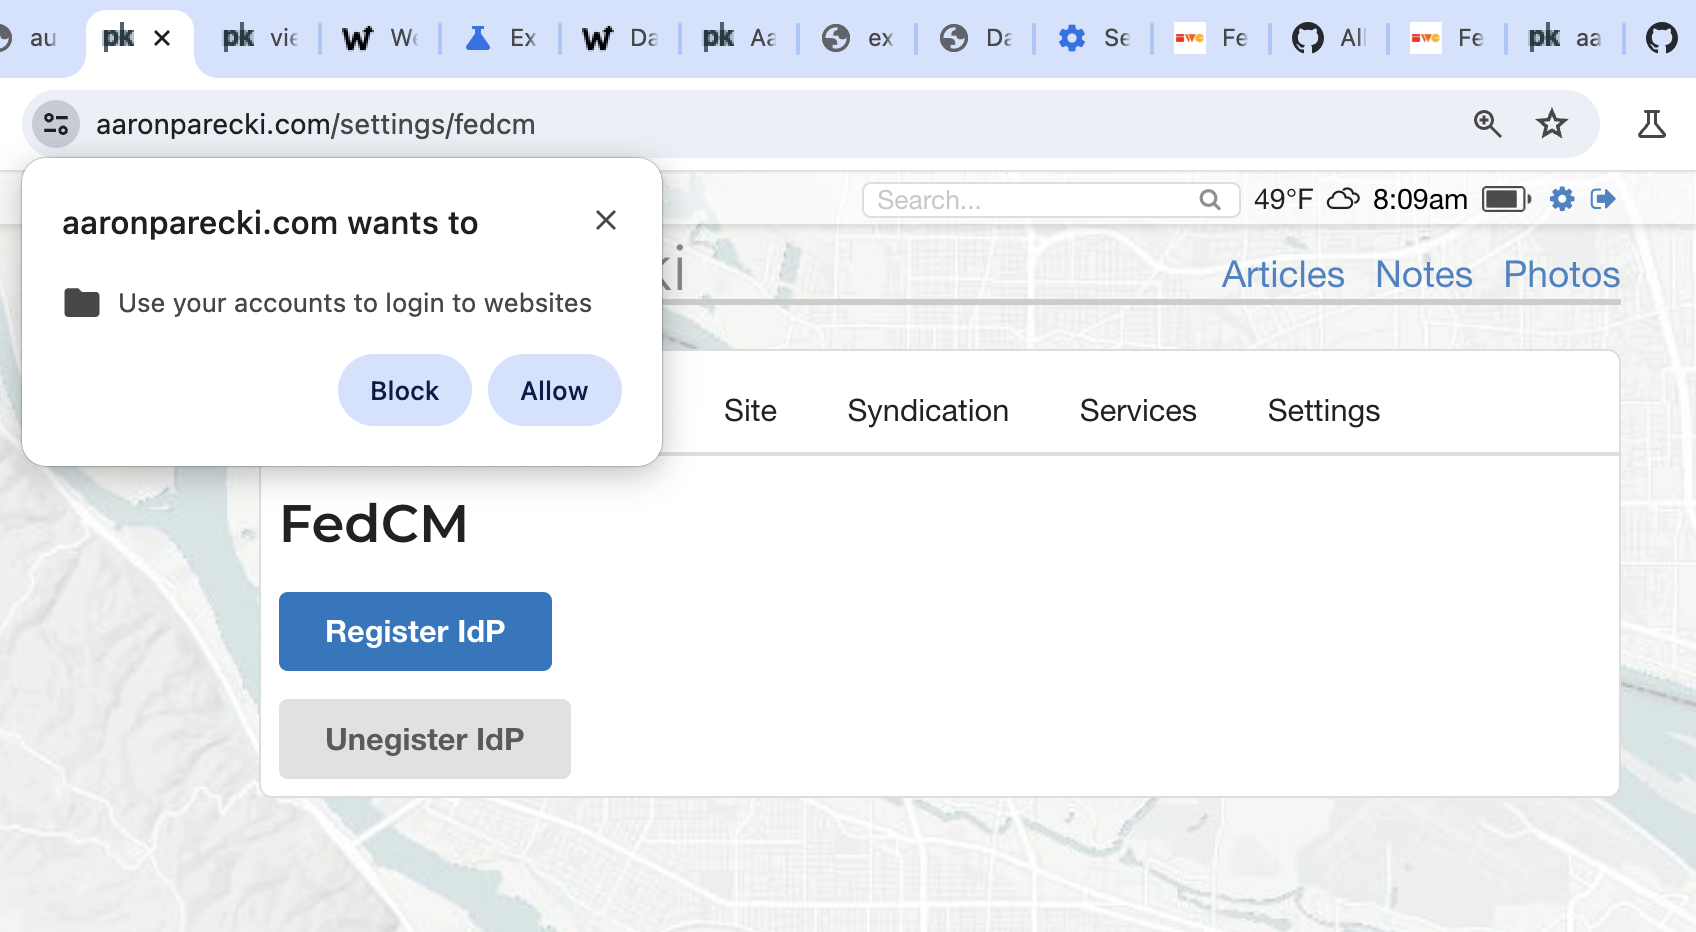 au
pk
pk vie
We
Ex
Da
pk Aa
ex
Da
Se
Fe
All
Fe
pk aa
aaronparecki.com/settings/fedcm
Search...
49°F
8:09am
aaronparecki.com wants to
Use your accounts to login to websites
Block
Allow
ki
Articles
Notes
Photos
Site
Syndication
Services
Settings
FedCM
Register IdP
Unegister IdP